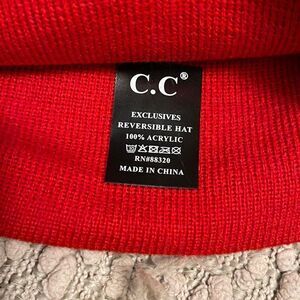 C.C®
EXCLUSIVES
REVERSIBLE HAT
100% ACRYLIC
RN#88320
MADE IN CHINA